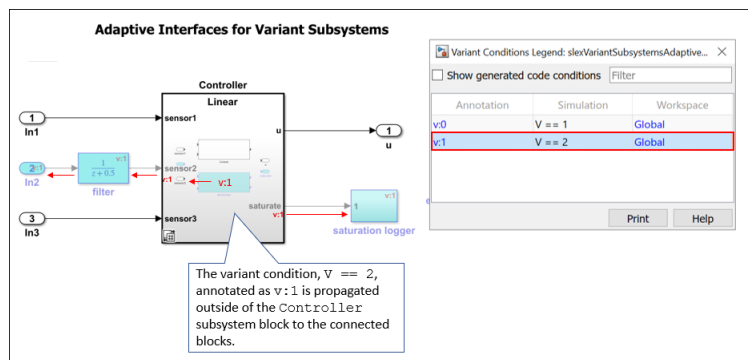 Adaptive Interfaces for Variant Subsystems
Variant Conditions Legend: slexVariantSubsystemsAdaptive...
Show generated code conditions
Filter
Annotation Simulation Workspace
v:0 V == 1 Global
v:1 V == 2 Global
Print Help
Controller
Linear
1
In1
sensor1
u
1
u
2
v:1
In2
1
z + 0.5
v:1
filter
sensor2
v:1
v:1
3
In3
sensor3
saturate
v:1
1
v:1
saturation logger
The variant condition, V == 2,
annotated as v:1 is propagated
outside of the Controller
subsystem block to the connected
blocks.